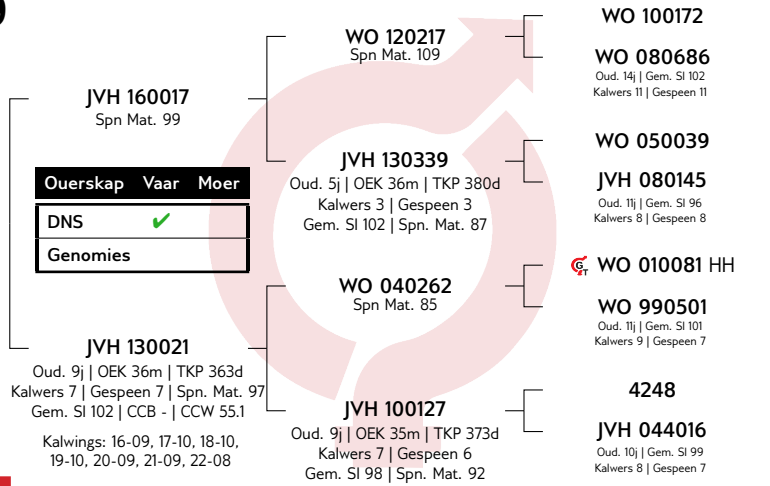 JVH 160017
Spn Mat. 99
Ouerskap Vaar Moer
DNS ✔
Genomies
JVH 130021
Oud. 9j | OEK 36m | TKP 363d
Kalwers 7 | Gespeen 7 | Spn. Mat. 97
Gem. SI 102 | CCB - | CCW 55.1
Kalwings: 16-09, 17-10, 18-10,
19-10, 20-09, 21-09, 22-08
WO 120217
Spn Mat. 109
JVH 130339
Oud. 5j | OEK 36m | TKP 380d
Kalwers 3 | Gespeen 3
Gem. SI 102 | Spn. Mat. 87
WO 040262
Spn Mat. 85
JVH 100127
Oud. 9j | OEK 35m | TKP 373d
Kalwers 7 | Gespeen 6
Gem. SI 98 | Spn. Mat. 92
WO 100172
WO 080686
Oud. 14j | Gem. SI 102
Kalwers 11 | Gespeen 11
WO 050039
JVH 080145
Oud. 11j | Gem. SI 96
Kalwers 8 | Gespeen 8
GT WO 010081 HH
WO 990501
Oud. 11j | Gem. SI 101
Kalwers 9 | Gespeen 7
4248
JVH 044016
Oud. 10j | Gem. SI 99
Kalwers 8 | Gespeen 7